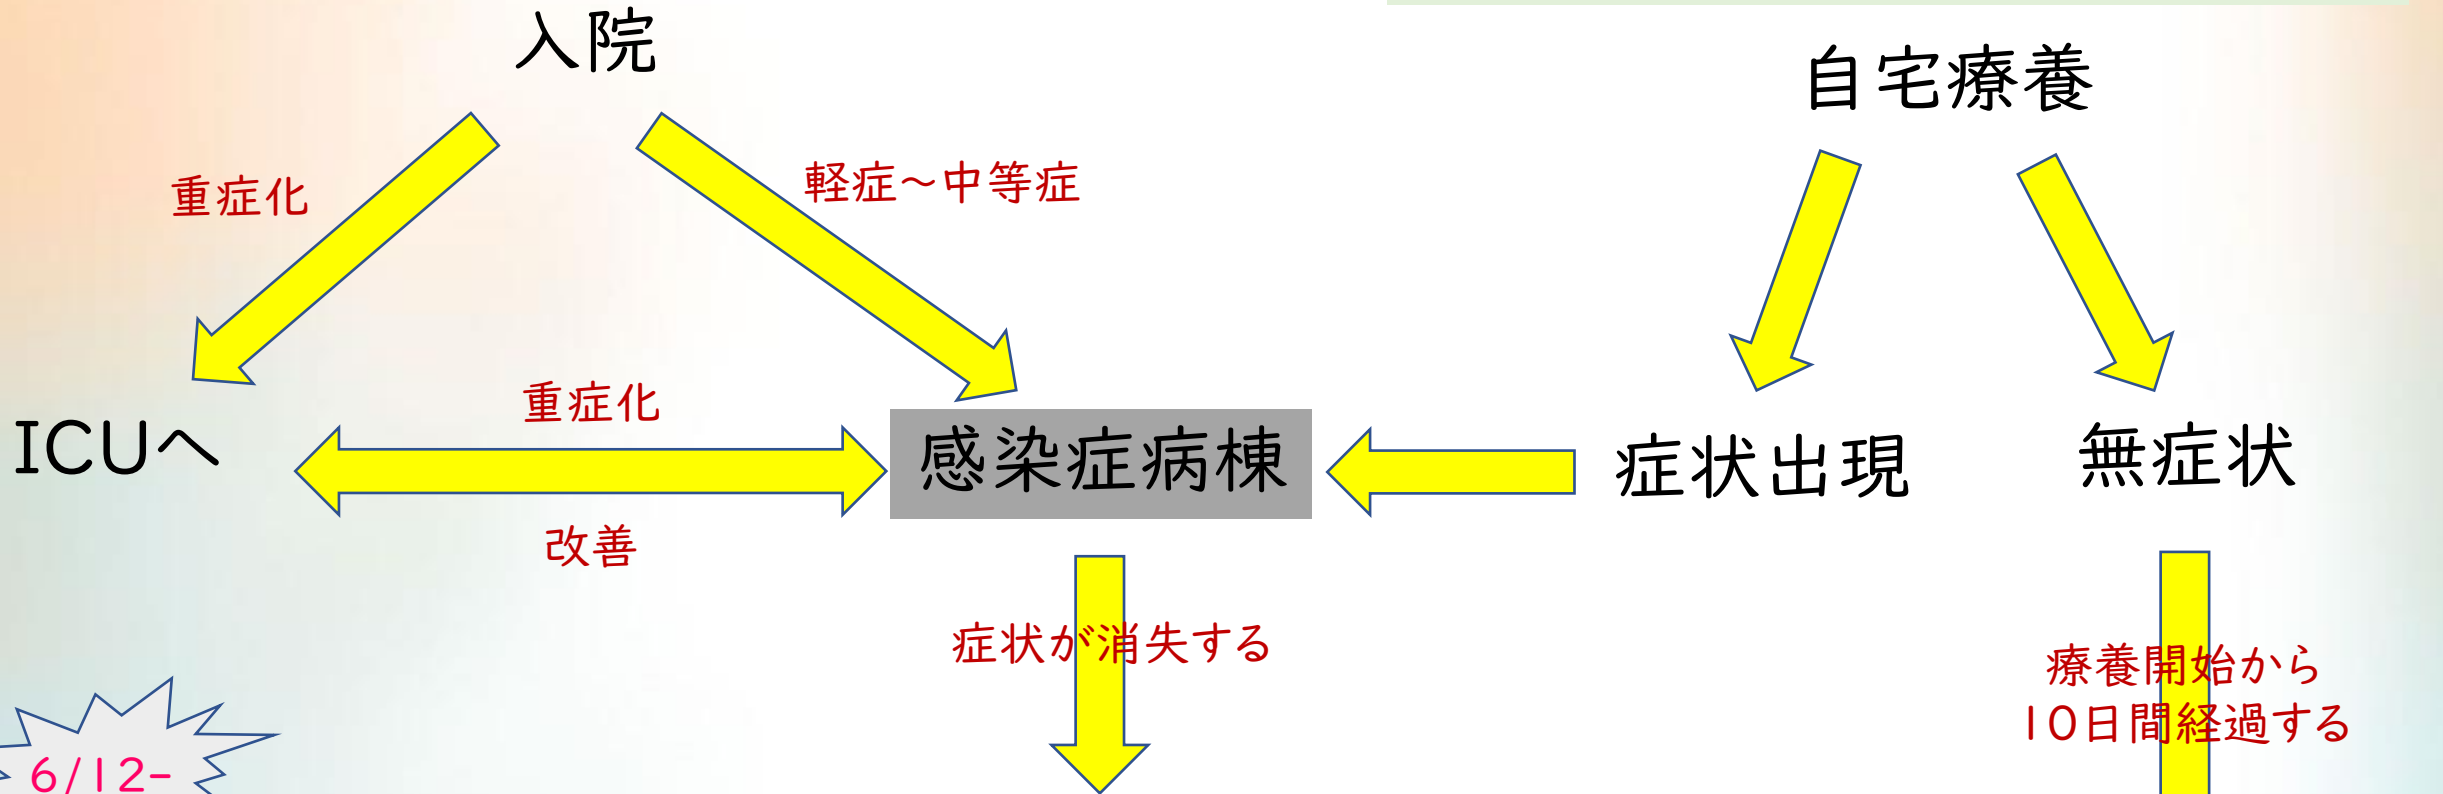 入院
自宅療養
重症化
軽症～中等症
重症化
ICUへ
感染症病棟
症状出現
無症状
改善
症状が消失する
療養開始から
10日間経過する
6/12-